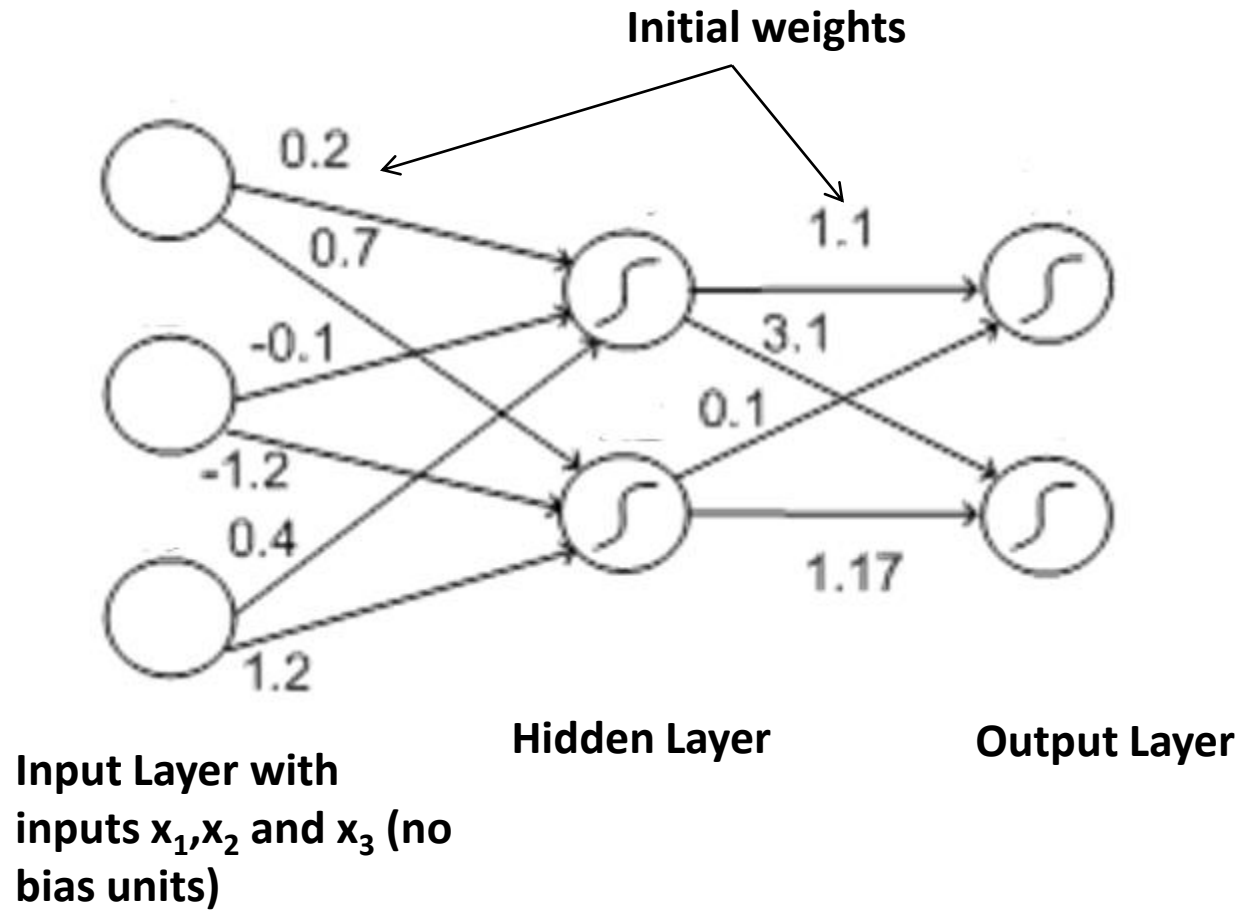 Initial weights
0.2
1.1
0.7
3.1
-0.1
0.1
-1.2
0.4
1.17
1.2
Hidden Layer
Output Layer
Input Layer with
inputs x₁,x₂ and x₃ (no
bias units)